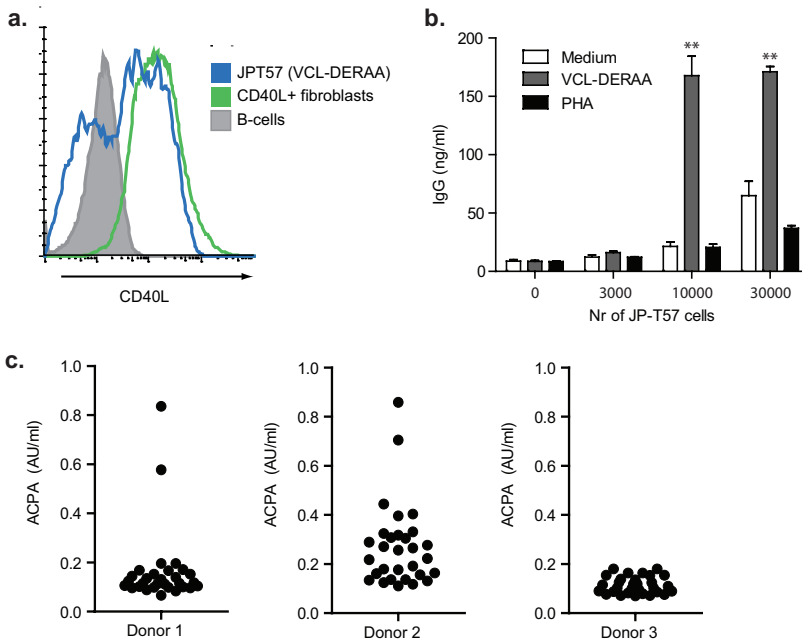 a.
JPT57 (VCL-DERAA)
CD40L+ fibroblasts
B-cells
CD40L
b.
200
150
100
50
0
IgG (ng/ml)
Medium
VCL-DERAA
PHA
**
**
0
3000
10000
30000
Nr of JP-T57 cells
c.
1.0
0.8
0.6
0.4
0.2
0.0
ACPA (AU/ml)
Donor 1
1.0
0.8
0.6
0.4
0.2
0.0
ACPA (AU/ml)
Donor 2
1.0
0.8
0.6
0.4
0.2
0.0
ACPA (AU/ml)
Donor 3